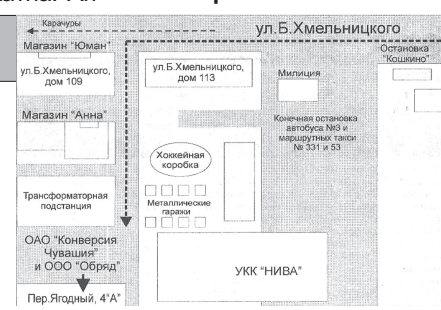 Карачуры
ул.Б.Хмельницкого
Магазин "Юман"
Остановка
"Кошкино"
ул.Б.Хмельницкого,
дом 109
ул.Б.Хмельницкого,
дом 113
Милиция
Магазин "Анна"
Конечная остановка
автобуса №3 и
маршрутных такси
№ 331 и 53
Хоккейная
коробка
Трансформаторная
подстанция
Металлические
гаражи
ОАО "Конверсия
Чувашия"
и ООО "Обряд"
УКК "НИВА"
Пер.Ягодный, 4"А"